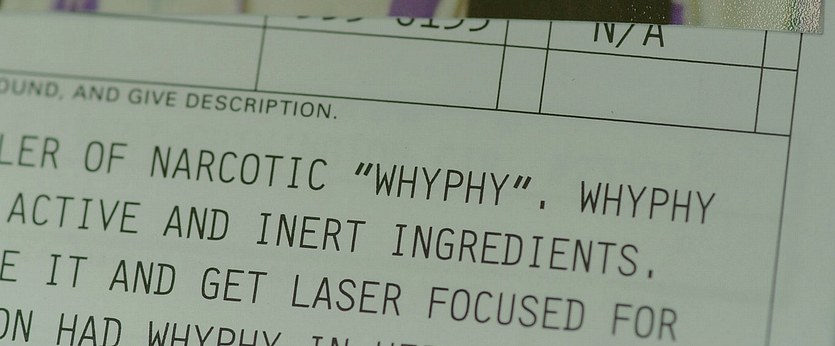 N/A
OUND, AND GIVE DESCRIPTION.
LER OF NARCOTIC "WHYPHY". WHYPHY
ACTIVE AND INERT INGREDIENTS.
E IT AND GET LASER FOCUSED FOR
ON HAD WHYPHY IN